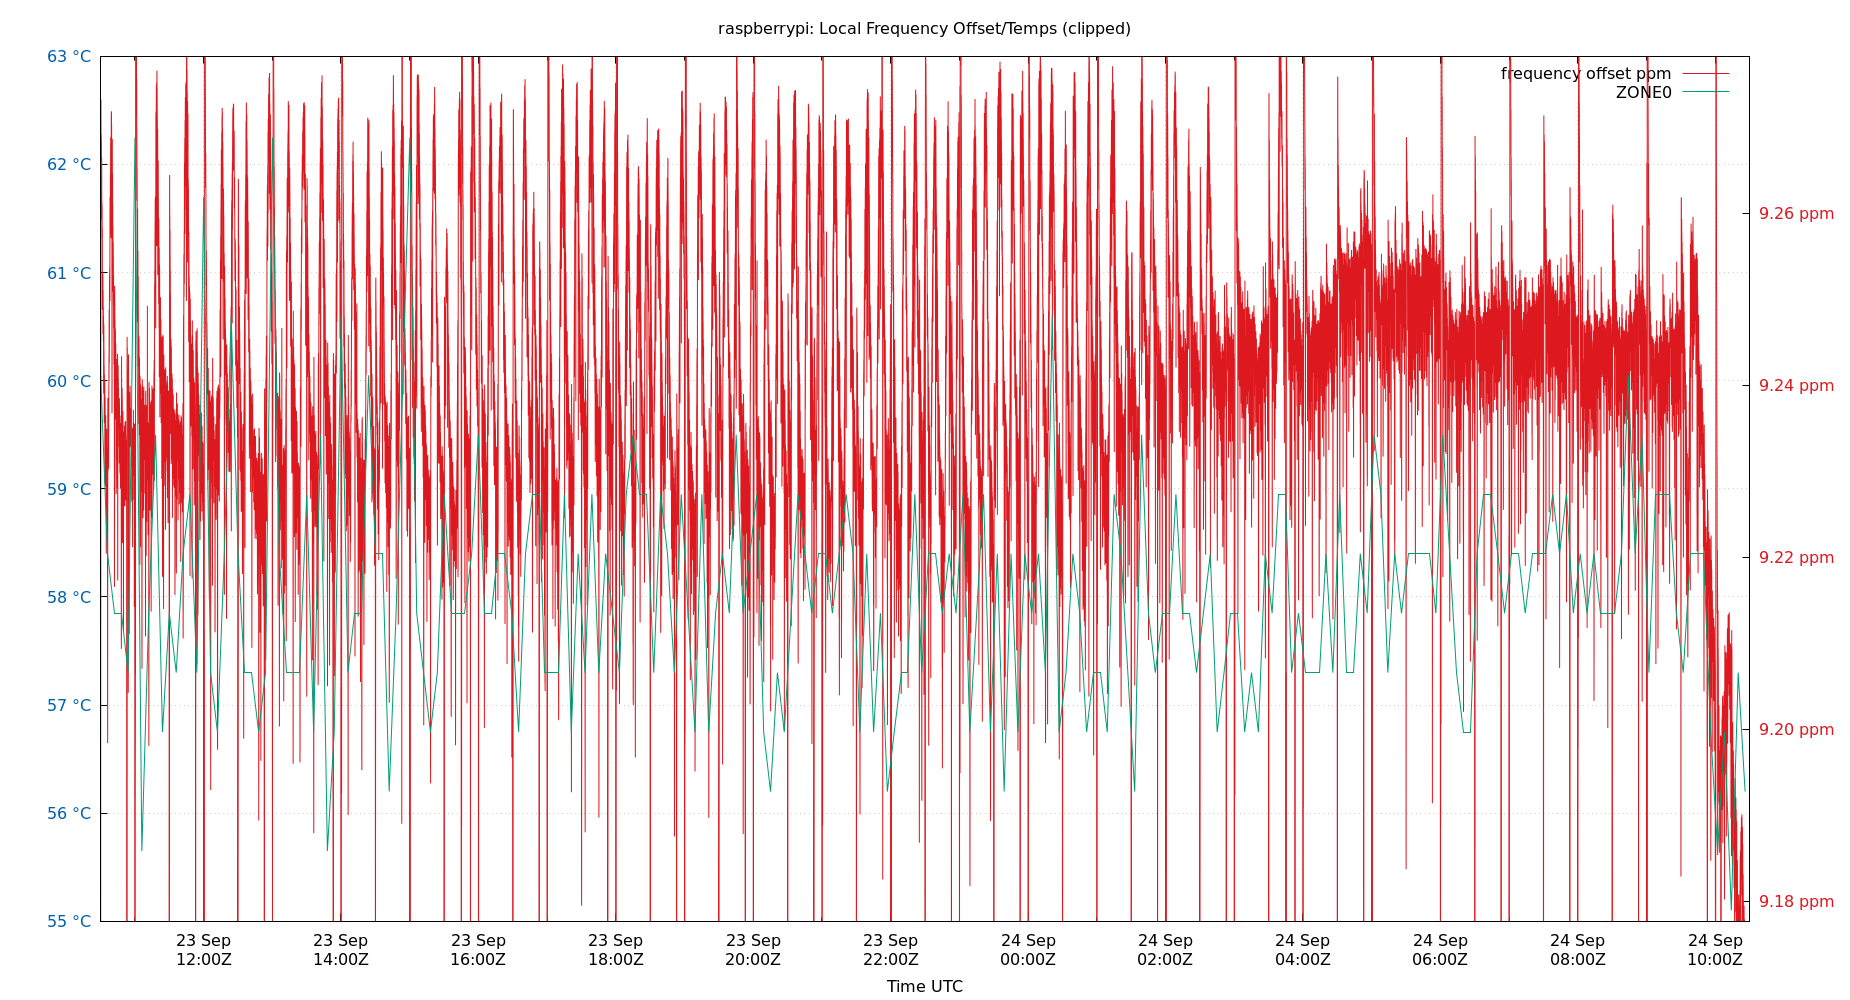 raspberrypi: Local Frequency Offset/Temps (clipped)
63 °C
62 °C
61 °C
60 °C
59 °C
58 °C
57 °C
56 °C
55 °C
frequency offset ppm
ZONE0
9.26 ppm
9.24 ppm
9.22 ppm
9.20 ppm
9.18 ppm
23 Sep
12:00Z
23 Sep
14:00Z
23 Sep
16:00Z
23 Sep
18:00Z
23 Sep
20:00Z
23 Sep
22:00Z
24 Sep
00:00Z
24 Sep
02:00Z
24 Sep
04:00Z
24 Sep
06:00Z
24 Sep
08:00Z
24 Sep
10:00Z
Time UTC